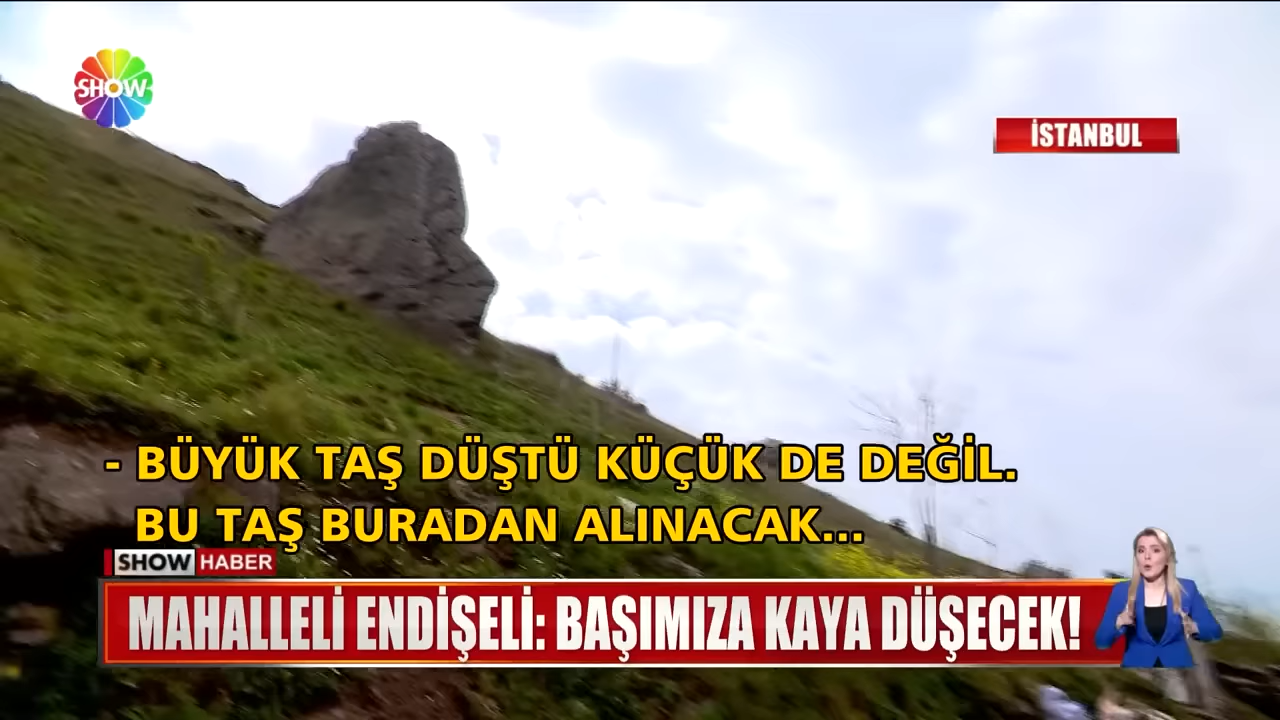 SHOW
İSTANBUL
- BÜYÜK TAŞ DÜŞTÜ KÜÇÜK DE DEĞİL.
BU TAŞ BURADAN ALINACAK...
SHOW HABER
MAHALLELİ ENDİŞELİ: BAŞIMIZA KAYA DÜŞECEK!